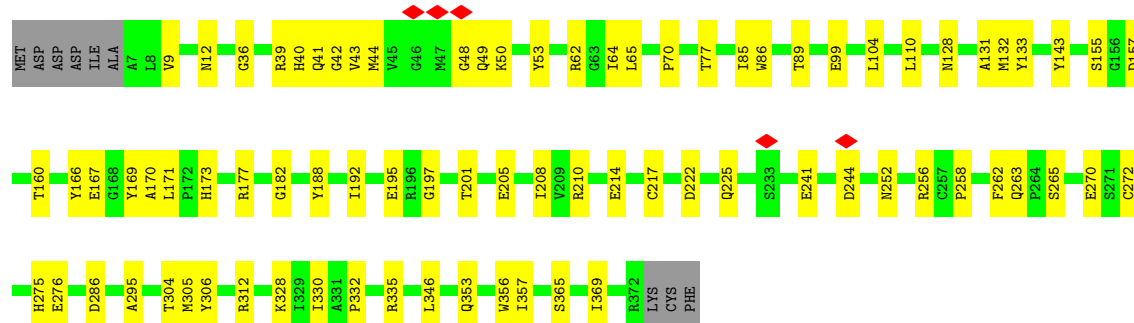 MET ASP ASP ASP ILE ALA A7 L8 V9 N12 G36 R39 H40 Q41 G42 V43 M44 V45 G46 M47 G48 Q49 K50 Y53 R62 G63 I64 L65 P70 T77 I85 W86 T89 E99 L104 L110 N128 A131 M132 Y133 Y143 S155 G156 D157
T160 Y166 E167 G168 Y169 A170 L171 P172 H173 R177 G182 Y188 I192 E195 R196 G197 T201 E205 I208 V209 R210 E214 C217 D222 Q225 S233 E241 D244 N252 R256 C257 P258 F262 Q263 P264 S265 E270 S271 C272
H275 E276 D286 A295 T304 M305 Y306 R312 K328 I329 I330 A331 P332 R335 L346 Q353 W356 I357 S365 I369 R372 LYS CYS PHE